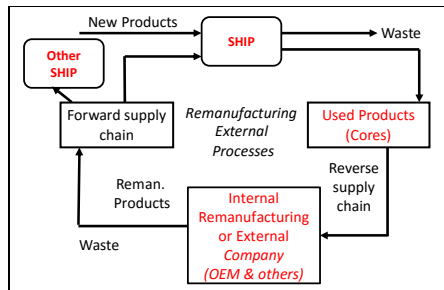 New Products
SHIP
Waste
Other
SHIP
Forward supply
chain
Remanufacturing
External
Processes
Used Products
(Cores)
Reverse
supply
chain
Reman.
Products
Internal
Remanufacturing
or External
Company
(OEM & others)
Waste